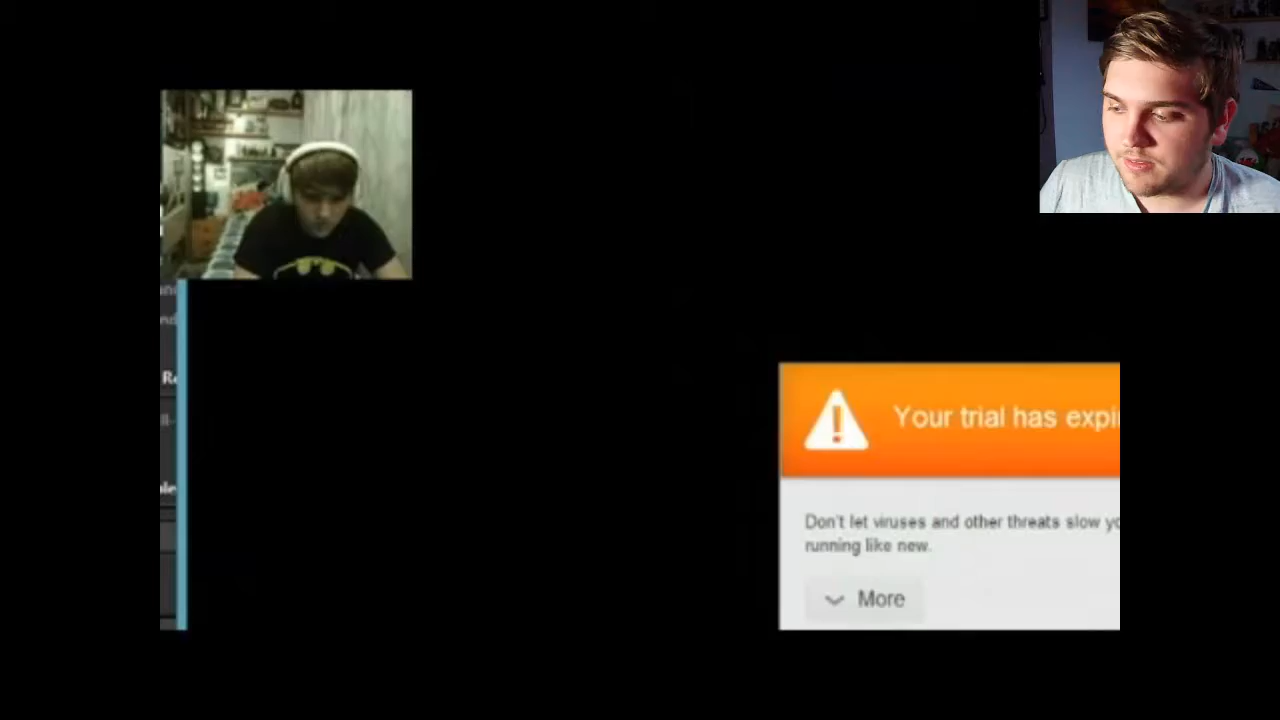 Your trial has expi
Don't let viruses and other threats slow yo
running like new.
More